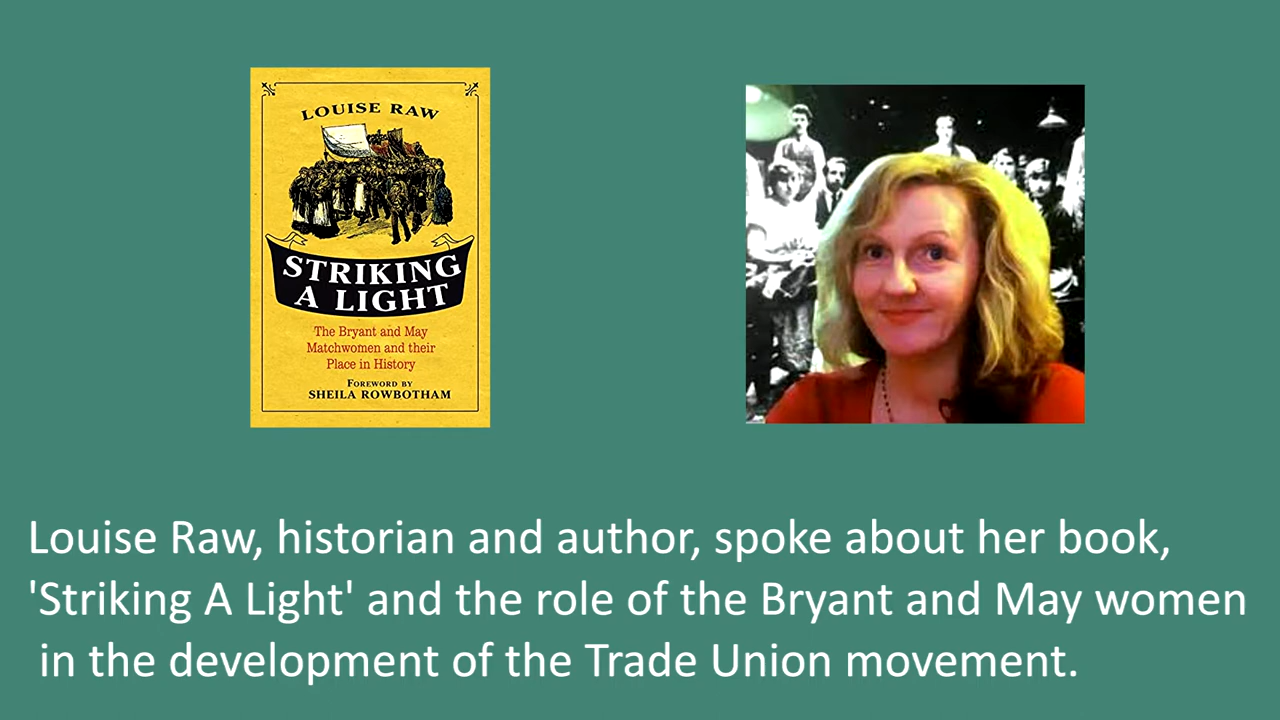 LOUISE RAW
STRIKING
A LIGHT
The Bryant and May
Matchwomen and their
Place in History
FOREWORD BY
SHEILA ROWBOTHAM
Louise Raw, historian and author, spoke about her book,
'Striking A Light' and the role of the Bryant and May women
in the development of the Trade Union movement.